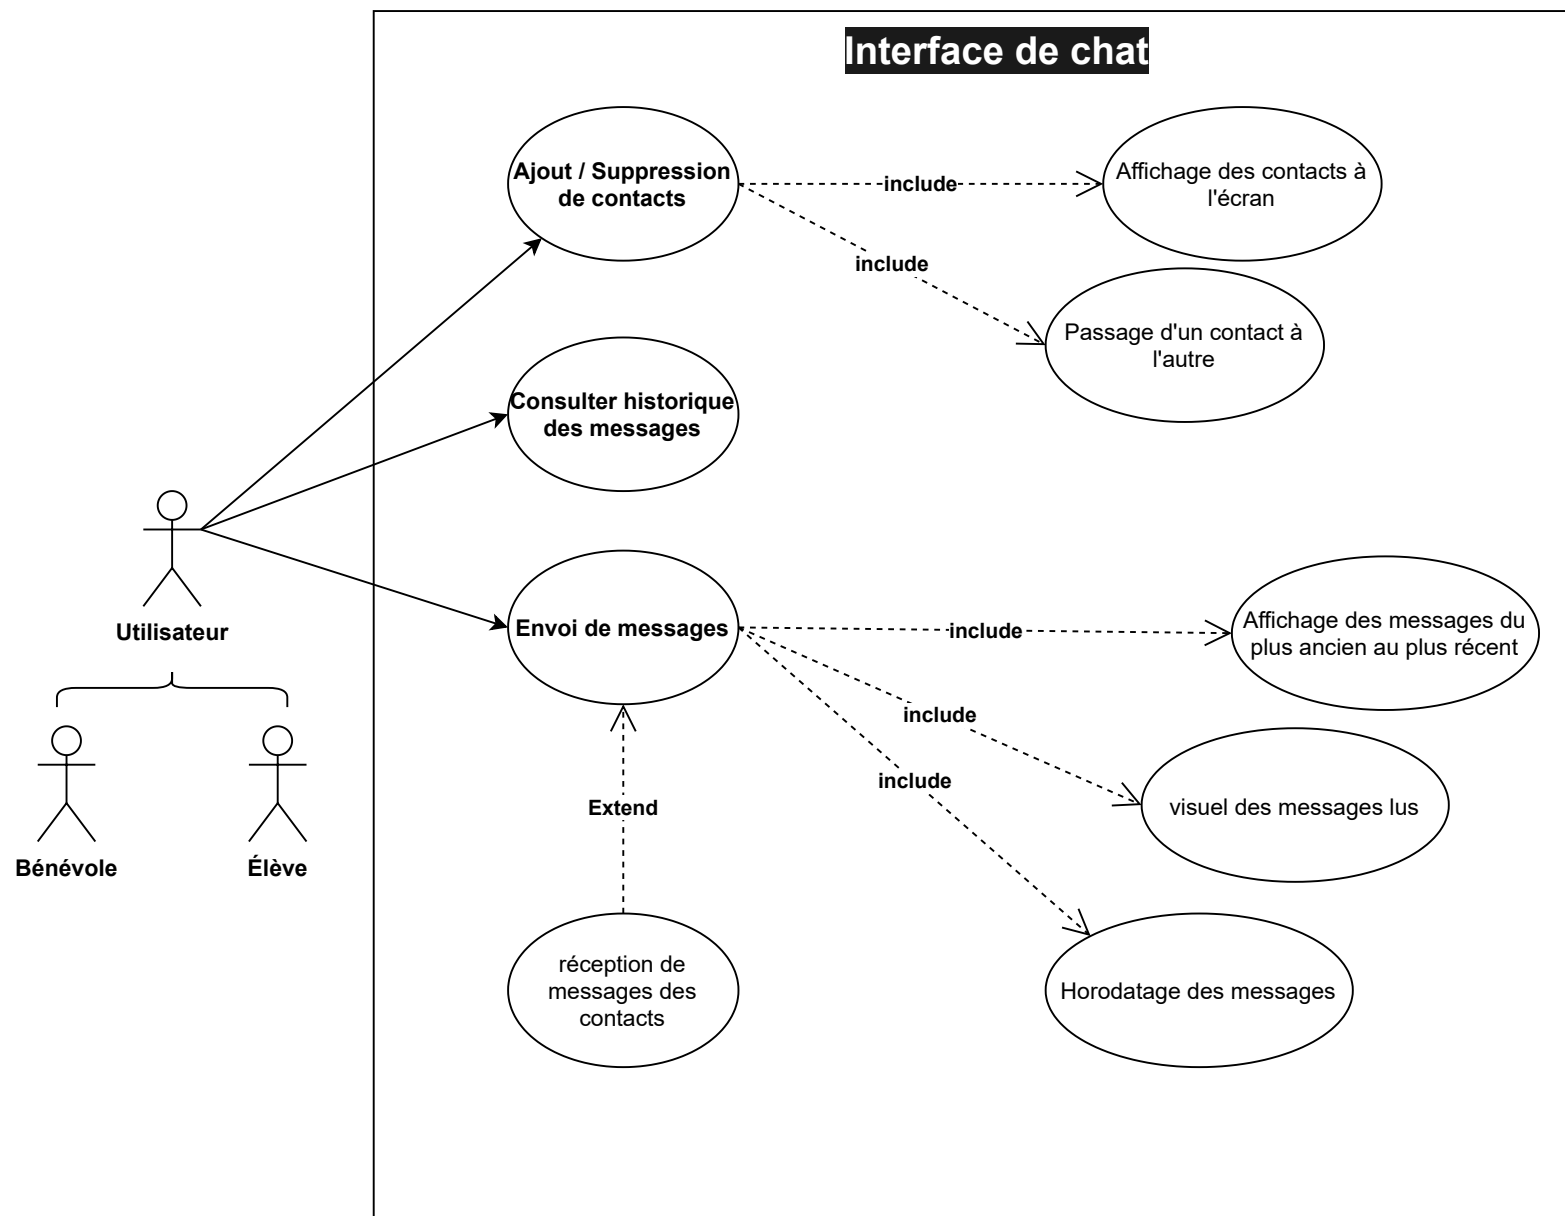 Interface de chat
Ajout / Suppression
de contacts
include
Affichage des contacts à
l'écran
include
Passage d'un contact à
l'autre
Consulter historique
des messages
Utilisateur
Envoi de messages
include
Affichage des messages du
plus ancien au plus récent
include
include
visuel des messages lus
Extend
Bénévole
Élève
réception de
messages des
contacts
Horodatage des messages